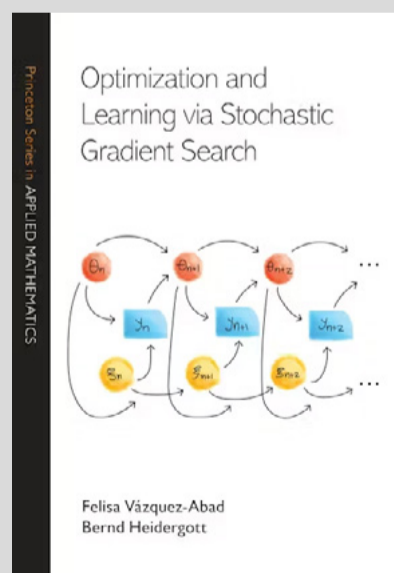 Princeton Series in APPLIED MATHEMATICS
Optimization and
Learning via Stochastic
Gradient Search
θn
θn+1
θn+2
...
yn
yn+1
yn+2
ξn
ξn+1
ξn+2
...
Felisa Vázquez-Abad
Bernd Heidergott